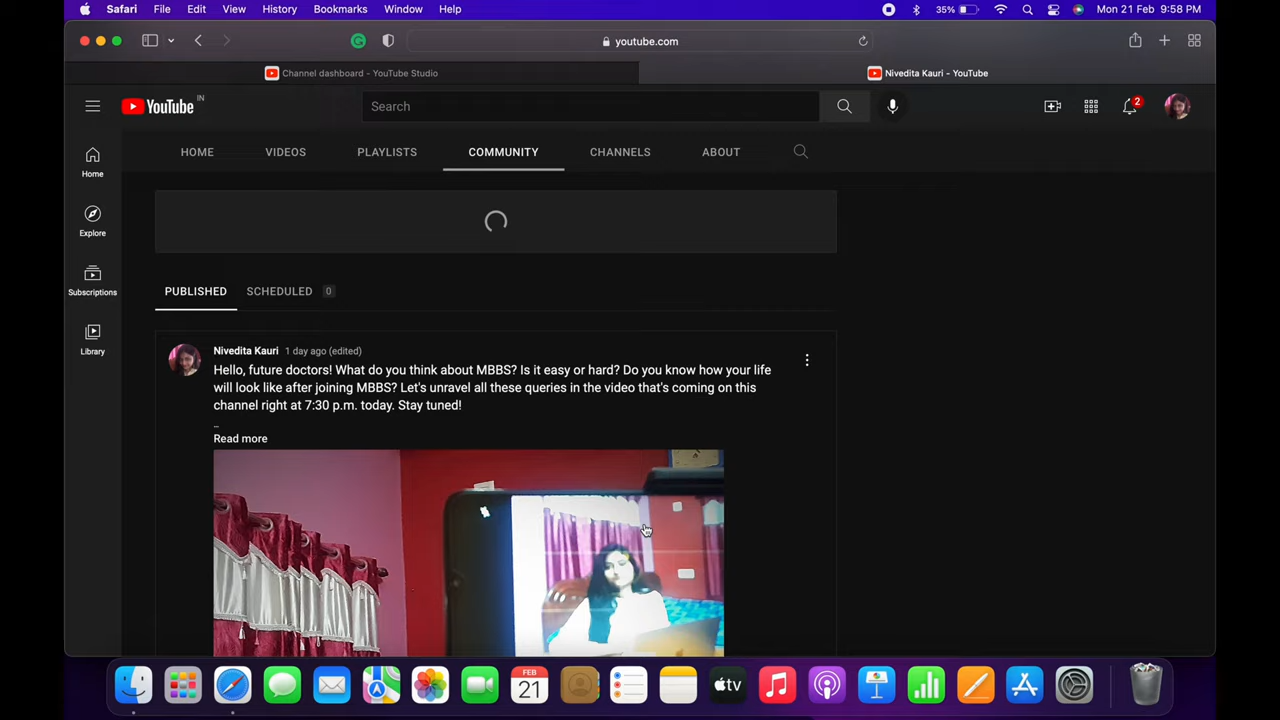 Safari File Edit View History Bookmarks Window Help 35% Mon 21 Feb 9:58 PM
youtube.com
Channel dashboard - YouTube Studio Nivedita Kauri - YouTube
YouTube IN Search 2
HOME VIDEOS PLAYLISTS COMMUNITY CHANNELS ABOUT
Home
Explore
Subscriptions
Library
PUBLISHED SCHEDULED 0
Nivedita Kauri 1 day ago (edited)
Hello, future doctors! What do you think about MBBS? Is it easy or hard? Do you know how your life
will look like after joining MBBS? Let's unravel all these queries in the video that's coming on this
channel right at 7:30 p.m. today. Stay tuned!
..
Read more
FEB
21
tv